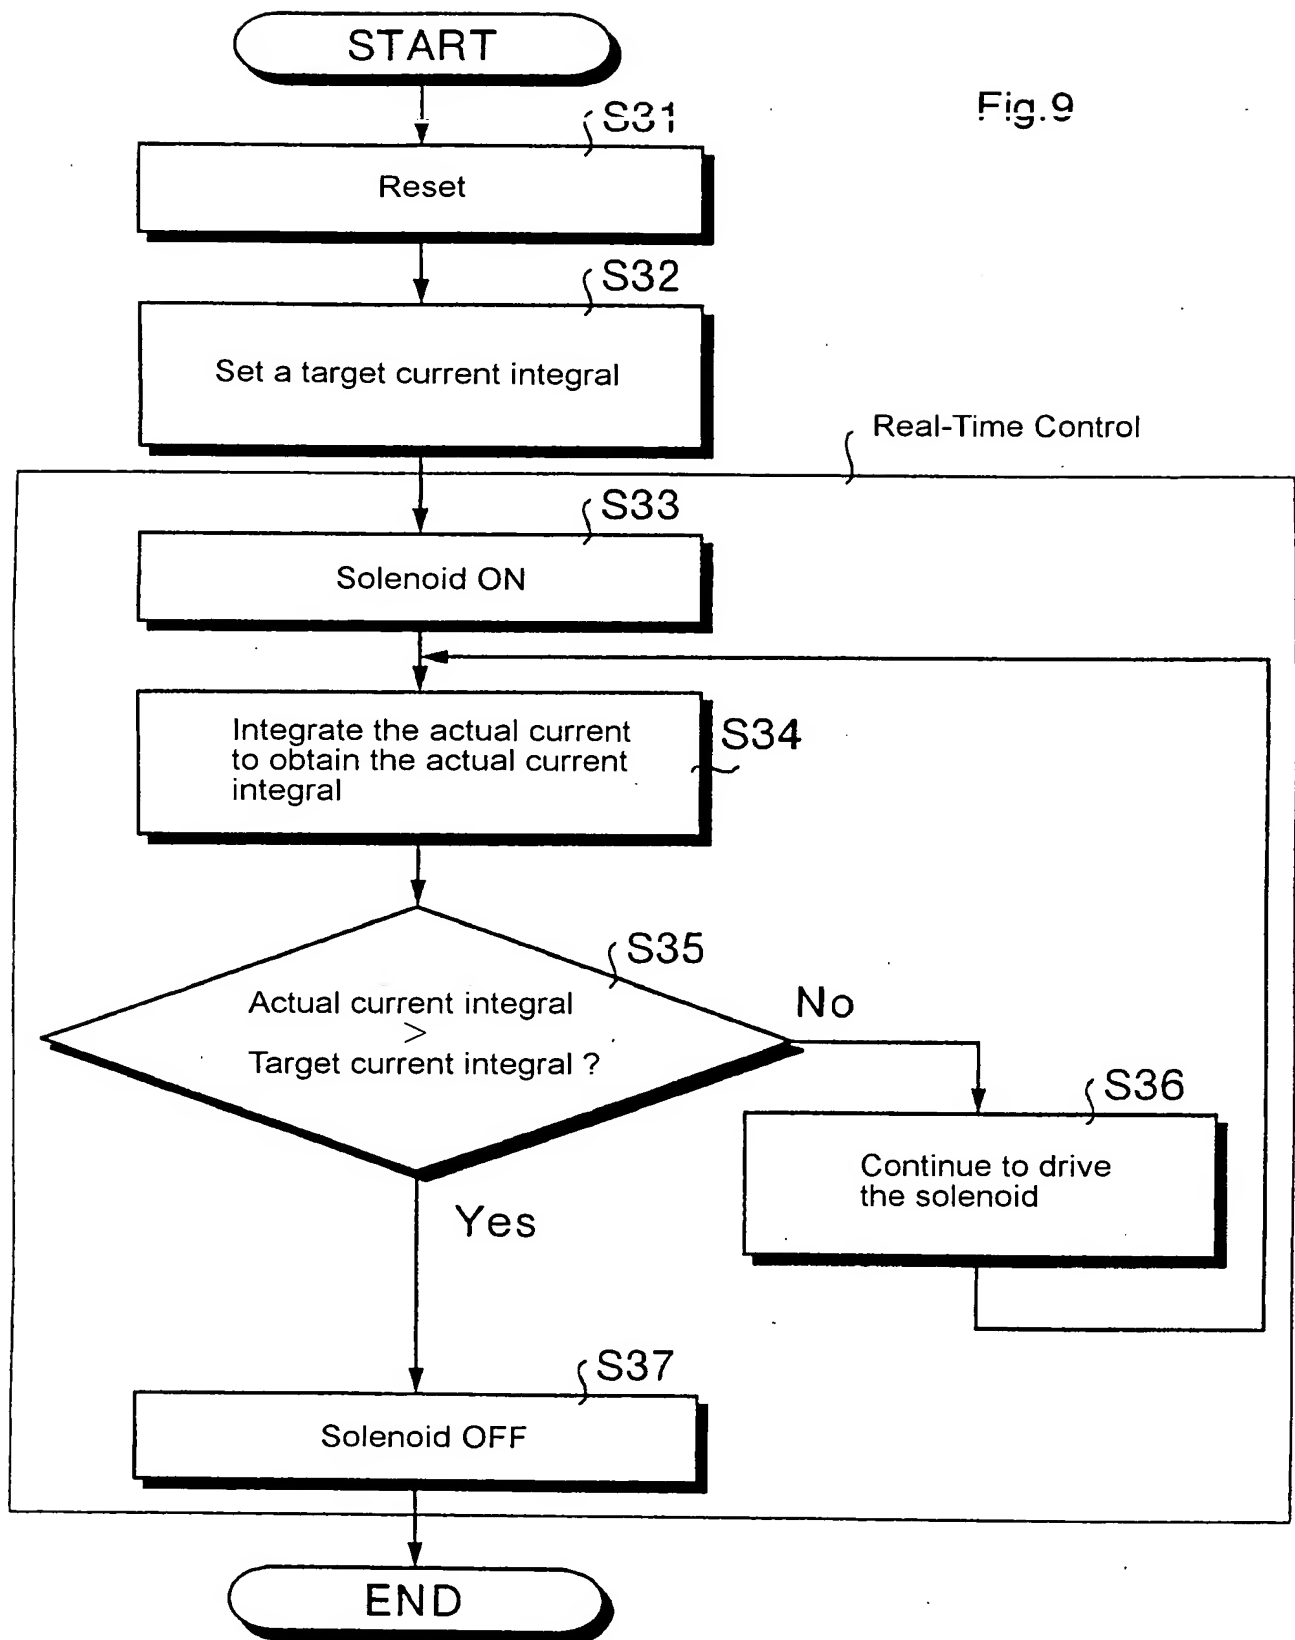 START
Fig.9
S31
Reset
S32
Set a target current integral
Real-Time Control
S33
Solenoid ON
Integrate the actual current
to obtain the actual current
integral
S34
S35
Actual current integral
>
Target current integral ?
No
S36
Continue to drive
the solenoid
Yes
S37
Solenoid OFF
END